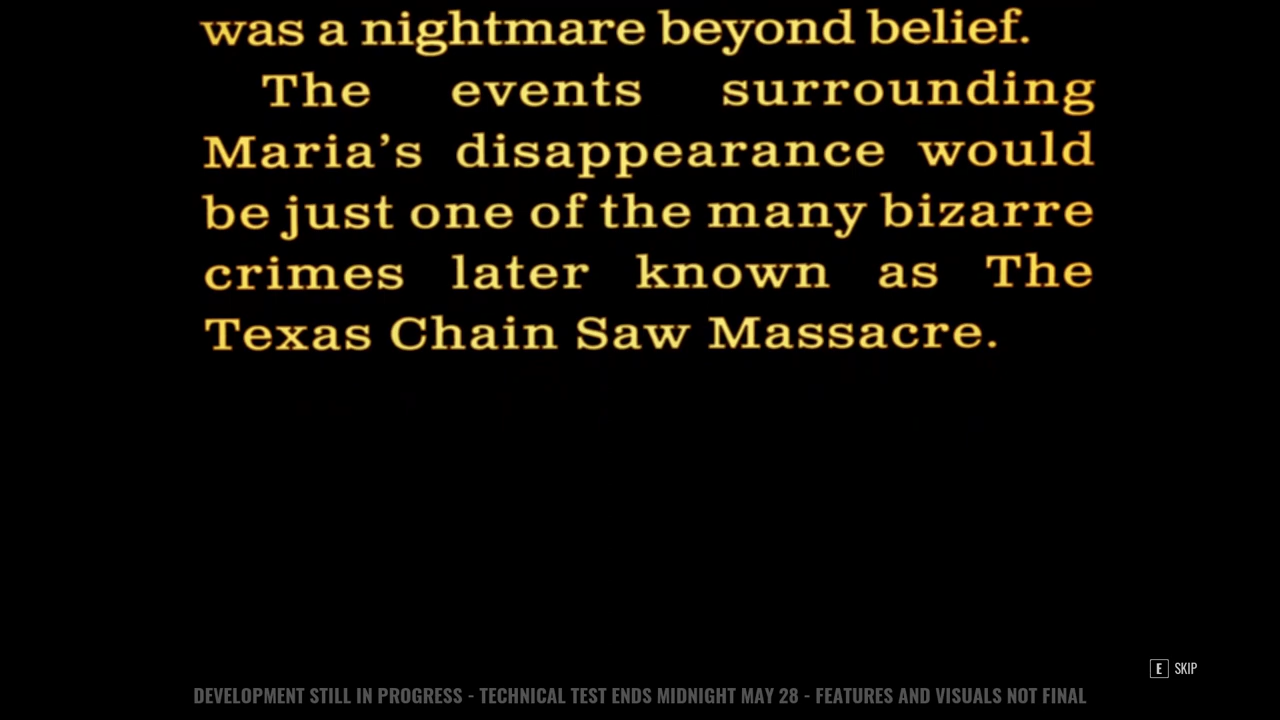 was a nightmare beyond belief.
The events surrounding
Maria’s disappearance would
be just one of the many bizarre
crimes later known as The
Texas Chain Saw Massacre.
E SKIP
DEVELOPMENT STILL IN PROGRESS - TECHNICAL TEST ENDS MIDNIGHT MAY 28 - FEATURES AND VISUALS NOT FINAL